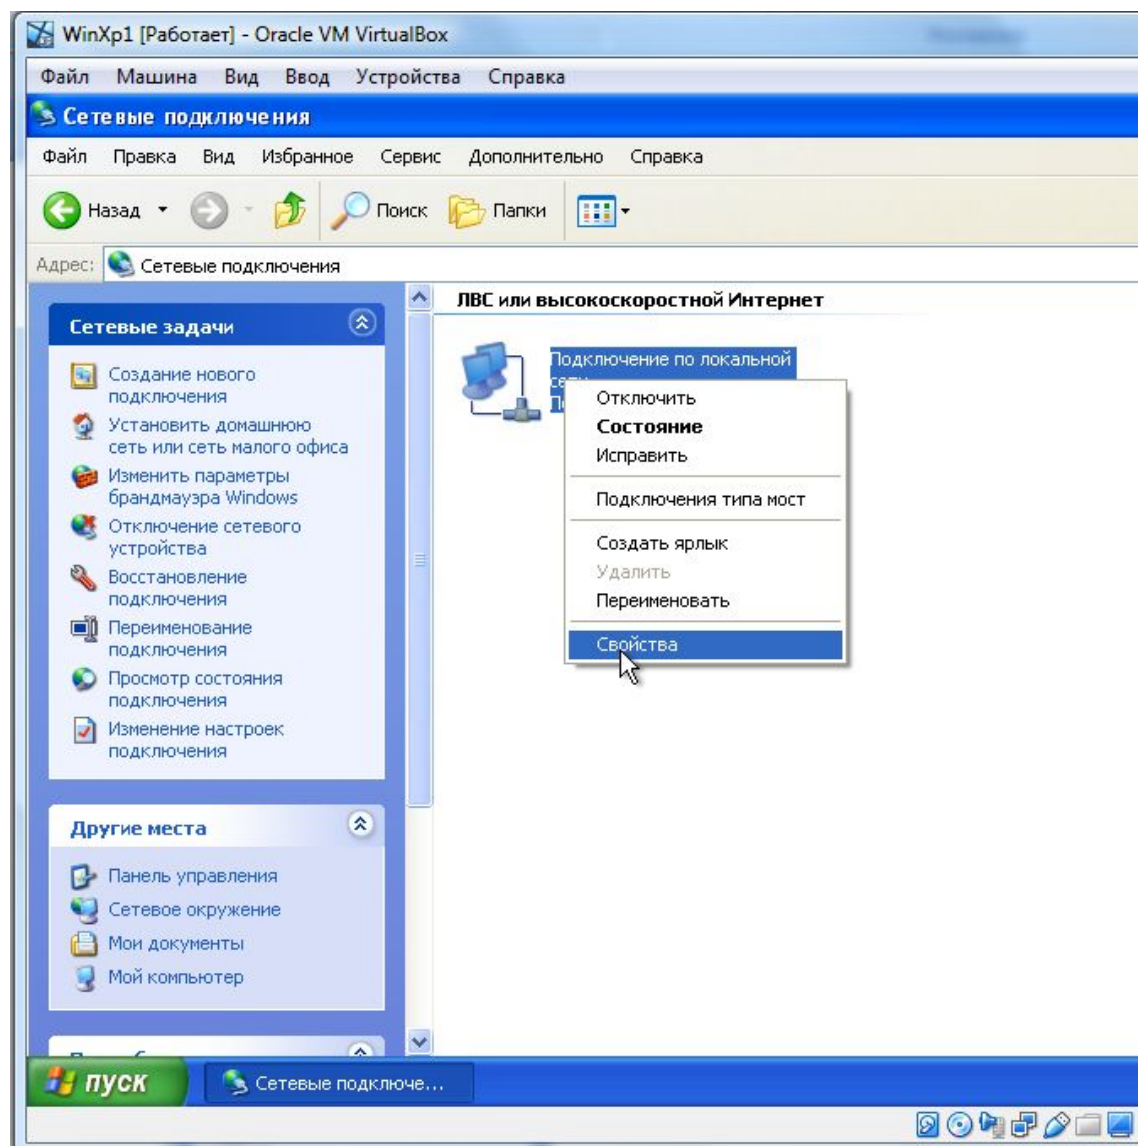 WinXp1 [Работает] - Oracle VM VirtualBox
Файл Машина Вид Ввод Устройства Справка
Сетевые подключения
Файл Правка Вид Избранное Сервис Дополнительно Справка
Назад Поиск Папки
Адрес: Сетевые подключения
Сетевые задачи
Создание нового
подключения
Установить домашнюю
сеть или сеть малого офиса
Изменить параметры
брандмауэра Windows
Отключение сетевого
устройства
Восстановление
подключения
Переименование
подключения
Просмотр состояния
подключения
Изменение настроек
подключения
Другие места
Панель управления
Сетевое окружение
Мои документы
Мой компьютер
ЛВС или высокоскоростной Интернет
Подключение по локальной
Отключить
Состояние
Исправить
Подключения типа мост
Создать ярлык
Удалить
Переименовать
Свойства
пуск
Сетевые подключе...